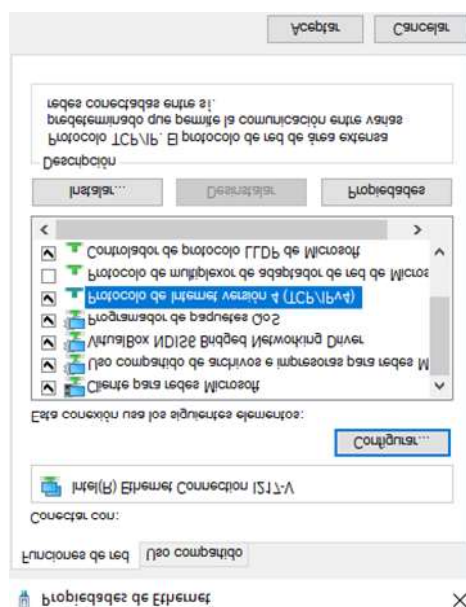 Propiedades de Ethernet
Funciones de red
Uso compartido
Conectar con:
Intel(R) Ethernet Connection I217-V
Configurar...
Esta conexión usa los siguientes elementos:
Cliente para redes Microsoft
Uso compartido de archivos e impresoras para redes M
VirtualBox NDIS6 Bridged Networking Driver
Programador de paquetes QoS
Protocolo de Internet versión 4 (TCP/IPv4)
Protocolo de multiplexor de adaptador de red de Micros
Controlador de protocolo LLDP de Microsoft
Instalar...
Desinstalar
Propiedades
Descripción
Protocolo TCP/IP. El protocolo de red de área extensa
predeterminado que permite la comunicación entre varias
redes conectadas entre sí.
Aceptar
Cancelar